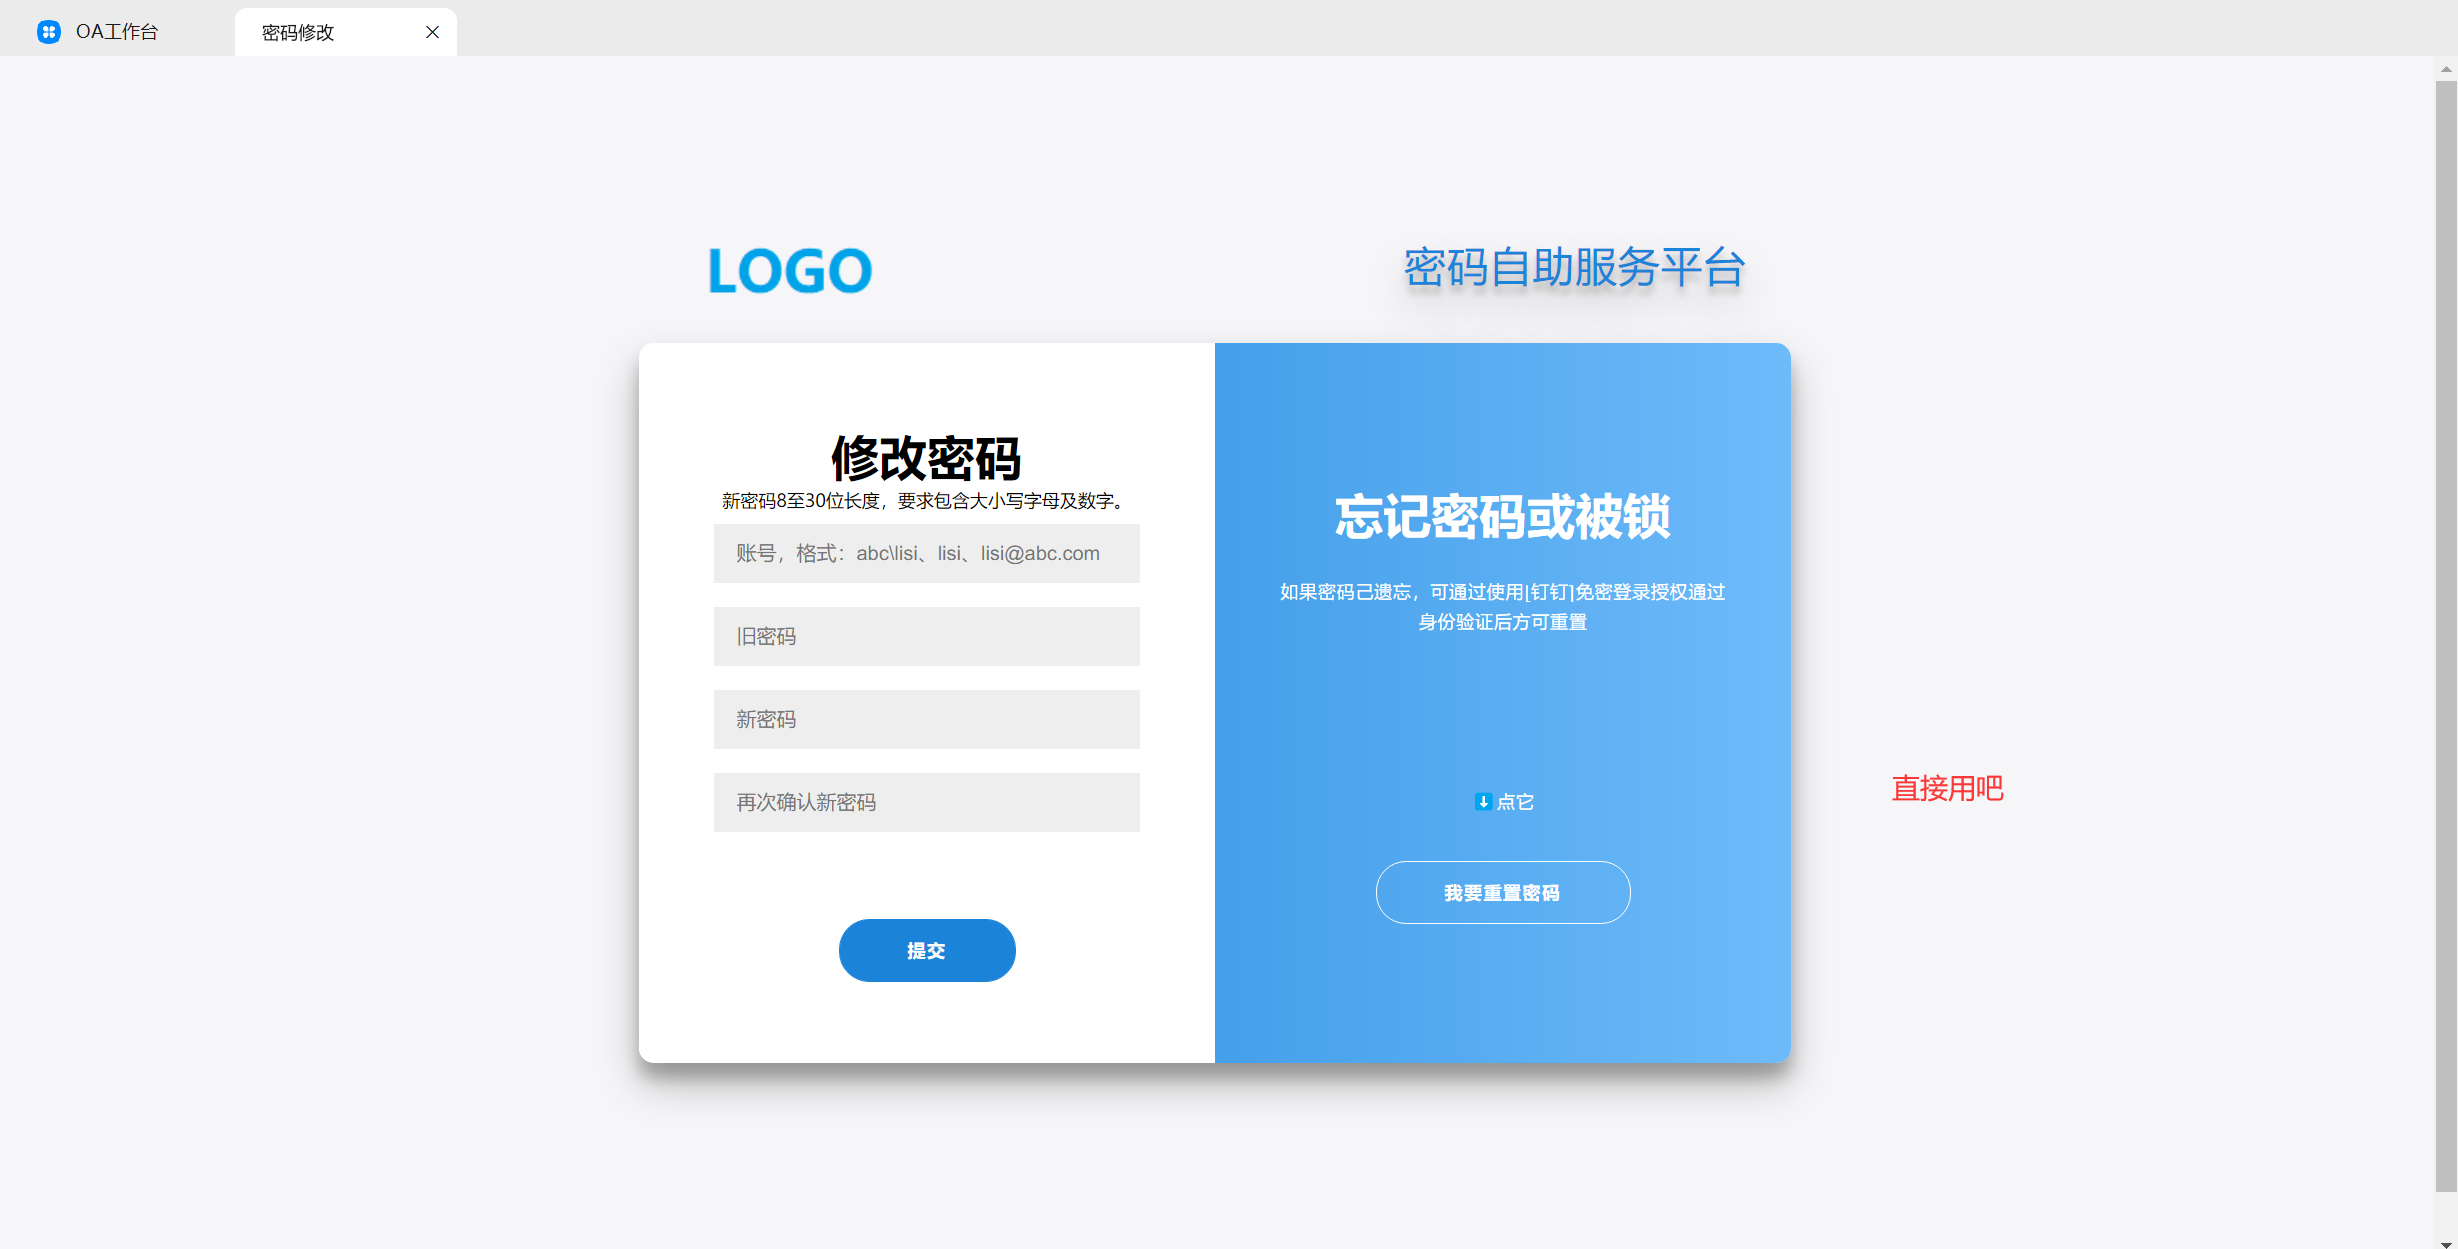 OA工作台
密码修改
LOGO
密码自助服务平台
修改密码
新密码8至30位长度，要求包含大小写字母及数字。
账号，格式：abc\lisi、lisi、lisi@abc.com
旧密码
新密码
再次确认新密码
提交
忘记密码或被锁
如果密码己遗忘，可通过使用[钉钉]免密登录授权通过
身份验证后方可重置
点它
我要重置密码
直接用吧